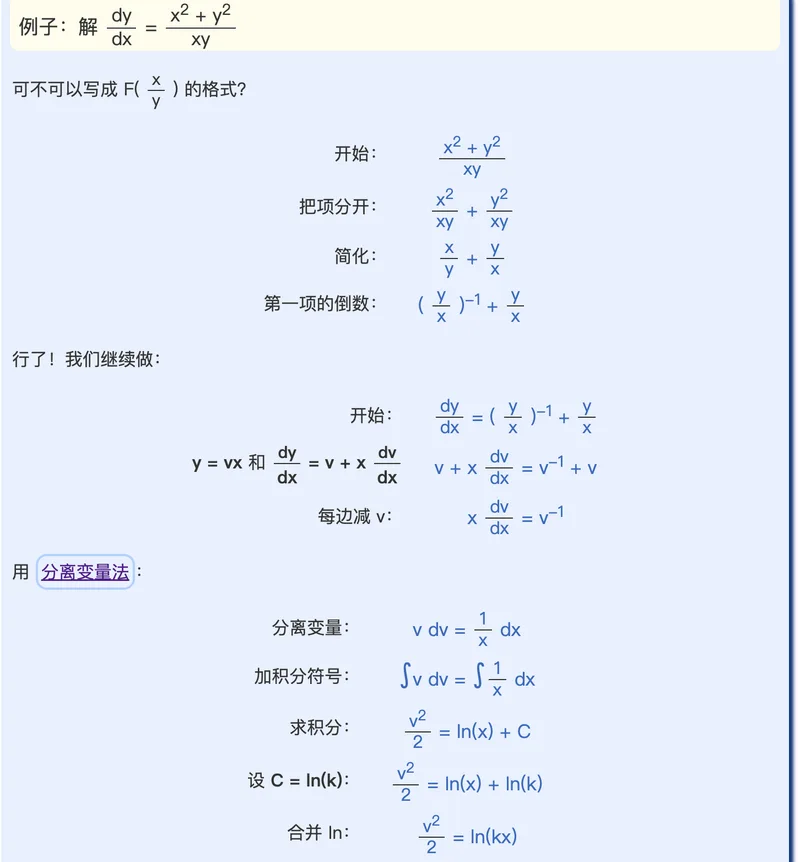 例子：解 dy/dx = (x² + y²)/xy
可不可以写成 F( x/y ) 的格式？
开始： (x² + y²)/xy
把项分开： x²/xy + y²/xy
简化： x/y + y/x
第一项的倒数： ( y/x )⁻¹ + y/x
行了！我们继续做：
开始： dy/dx = ( y/x )⁻¹ + y/x
y = vx 和 dy/dx = v + x dv/dx v + x dv/dx = v⁻¹ + v
每边减 v： x dv/dx = v⁻¹
用 分离变量法：
分离变量： v dv = 1/x dx
加积分符号： ∫v dv = ∫1/x dx
求积分： v²/2 = ln(x) + C
设 C = ln(k)： v²/2 = ln(x) + ln(k)
合并 ln： v²/2 = ln(kx)